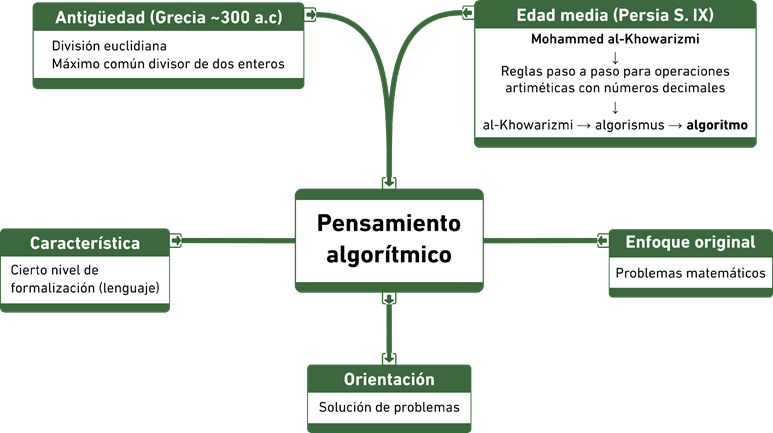 Antigüedad (Grecia ~300 a.c)
División euclidiana
Máximo común divisor de dos enteros
Edad media (Persia S. IX)
Mohammed al-Khowarizmi
↓
Reglas paso a paso para operaciones
artiméticas con números decimales
↓
al-Khowarizmi → algorismus → algoritmo
Pensamiento
algorítmico
Característica
Cierto nivel de
formalización (lenguaje)
Enfoque original
Problemas matemáticos
Orientación
Solución de problemas